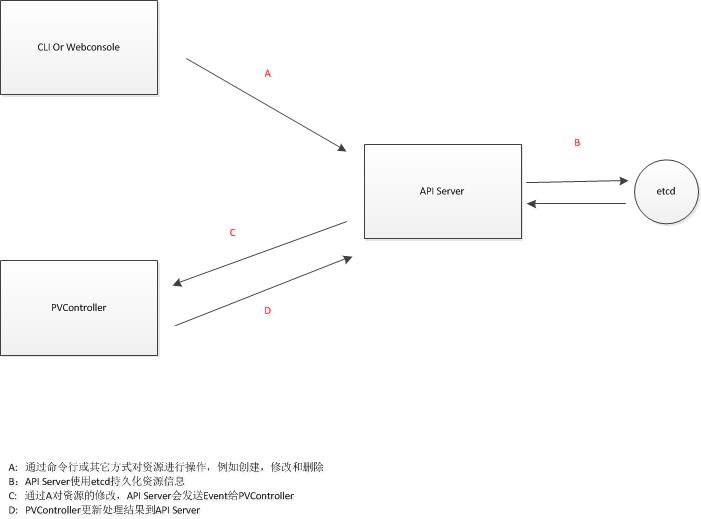 CLI Or Webconsole
A
B
API Server
etcd
C
PVController
D
A: 通过命令行或其它方式对资源进行操作，例如创建，修改和删除
B: API Server使用etcd持久化资源信息
C: 通过A对资源的修改，API Server会发送Event给PVController
D: PVController更新处理结果到API Server